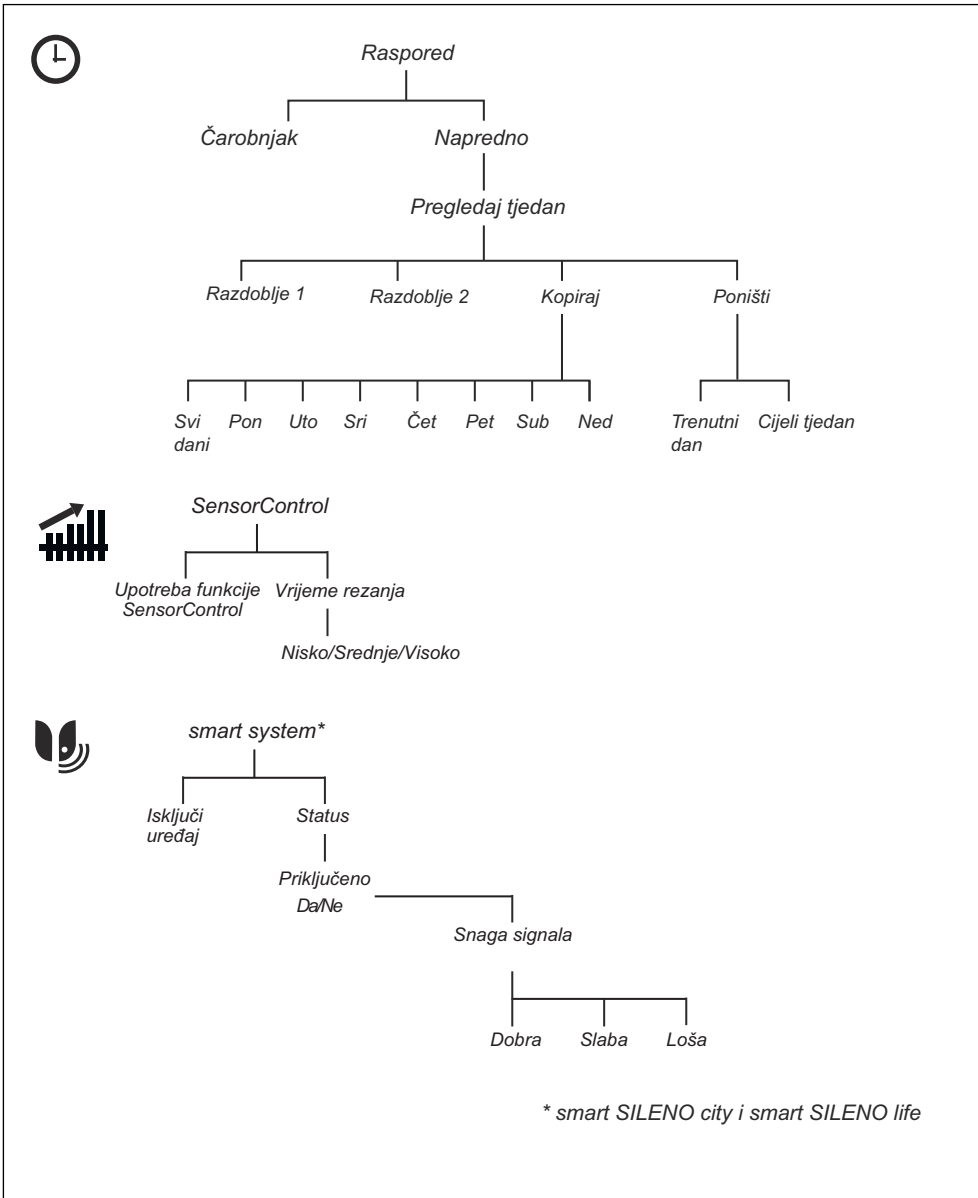 Raspored
Čarobnjak Napredno
Pregledaj tjedan
Razdoblje 1 Razdoblje 2 Kopiraj Poništi
Svi dani Pon Uto Sri Čet Pet Sub Ned Trenutni dan Cijeli tjedan
SensorControl
Upotreba funkcije SensorControl Vrijeme rezanja
Nisko/Srednje/Visoko
smart system*
Isključi uređaj Status
Priključeno
Da/Ne
Snaga signala
Dobra Slaba Loša
* smart SILENO city i smart SILENO life